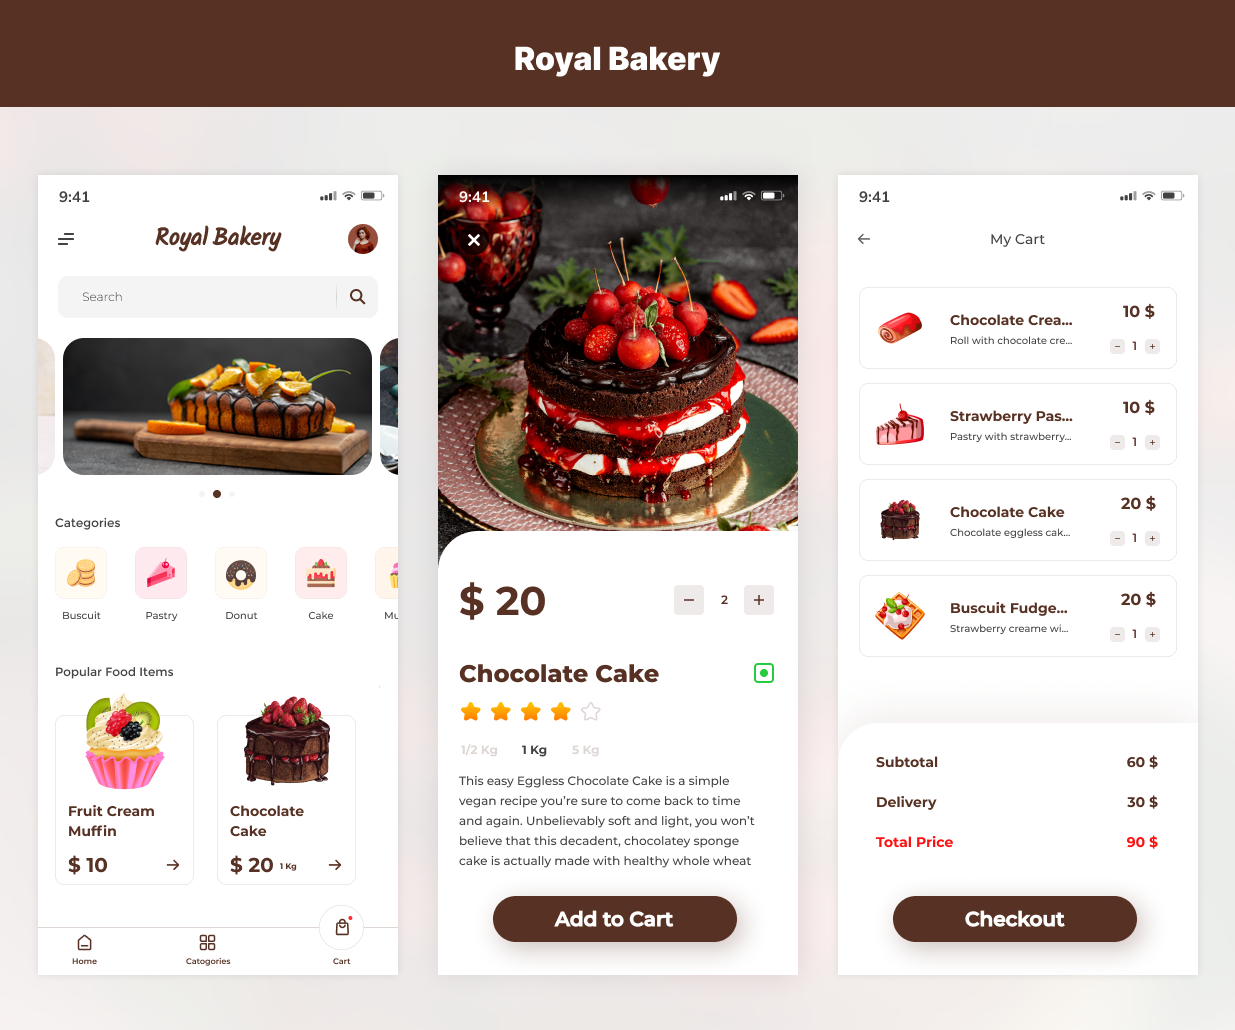 Royal Bakery
9:41
Royal Bakery
Search
Categories
Buscuit
Pastry
Donut
Cake
Mu
Popular Food Items
Fruit Cream
Muffin
$ 10
Chocolate
Cake
$ 20 1 Kg
Home
Catogories
Cart
9:41
$ 20
− 2 +
Chocolate Cake
1/2 Kg 1 Kg 5 Kg
This easy Eggless Chocolate Cake is a simple
vegan recipe you’re sure to come back to time
and again. Unbelievably soft and light, you won’t
believe that this decadent, chocolatey sponge
cake is actually made with healthy whole wheat
Add to Cart
9:41
My Cart
Chocolate Crea...
Roll with chocolate cre...
10 $
− 1 +
Strawberry Pas...
Pastry with strawberry...
10 $
− 1 +
Chocolate Cake
Chocolate eggless cak...
20 $
− 1 +
Buscuit Fudge...
Strawberry creame wi...
20 $
− 1 +
Subtotal 60 $
Delivery 30 $
Total Price 90 $
Checkout